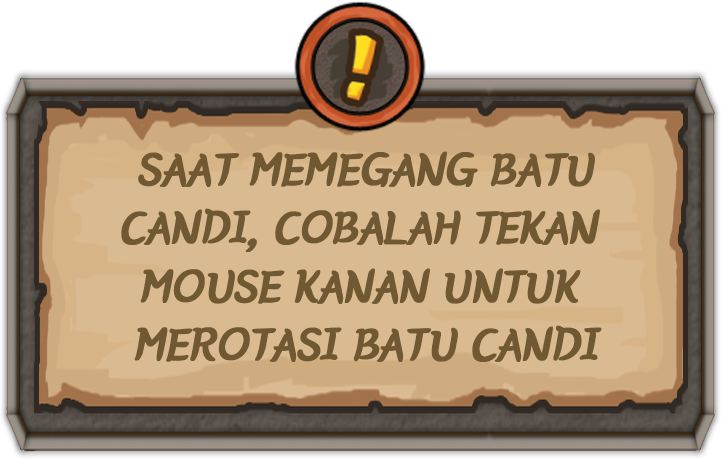 !
SAAT MEMEGANG BATU
CANDI, COBALAH TEKAN
MOUSE KANAN UNTUK
MEROTASI BATU CANDI